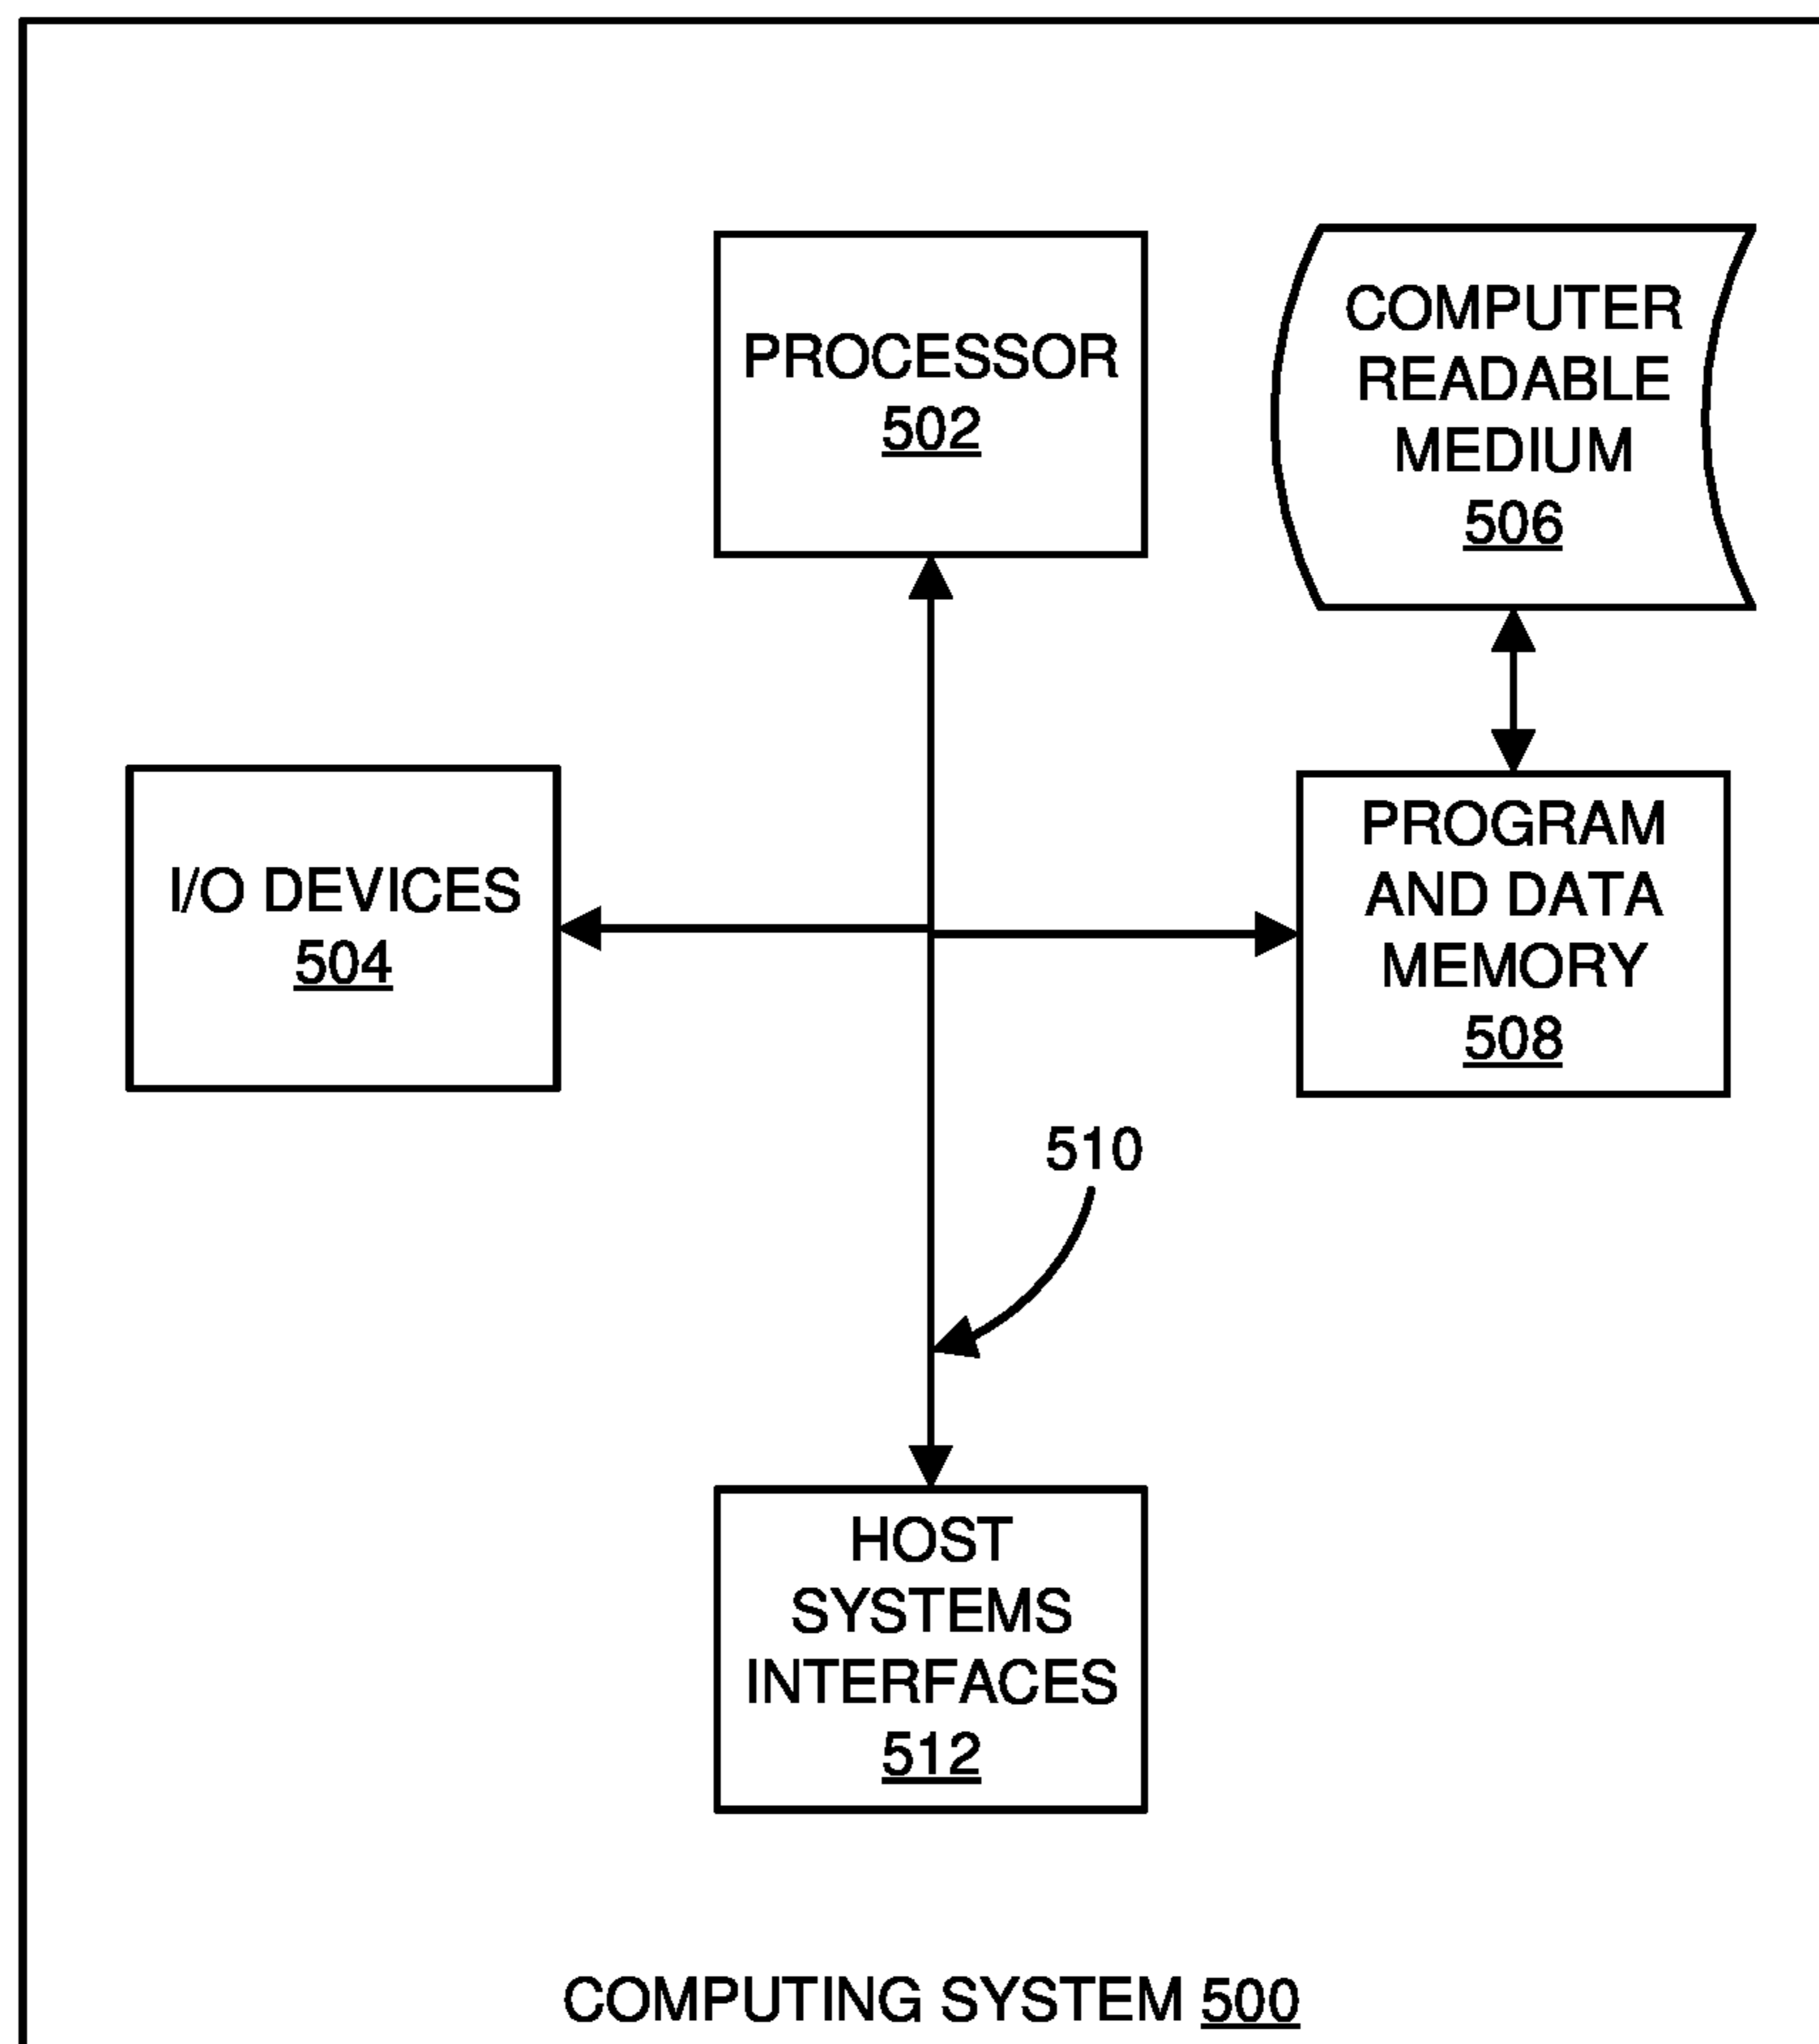 PROCESSOR
502
COMPUTER
READABLE
MEDIUM
506
I/O DEVICES
504
PROGRAM
AND DATA
MEMORY
508
510
HOST
SYSTEMS
INTERFACES
512
COMPUTING SYSTEM 500